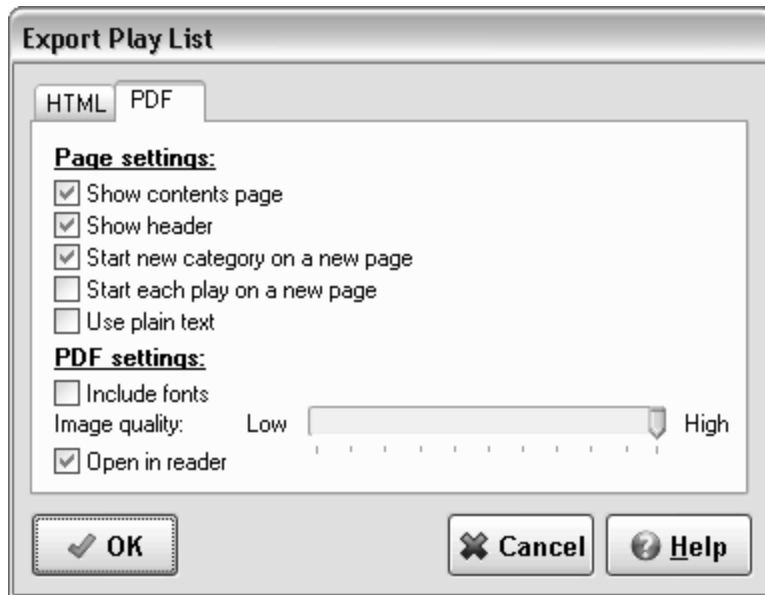 Export Play List
HTML PDF
Page settings:
Show contents page
Show header
Start new category on a new page
Start each play on a new page
Use plain text
PDF settings:
Include fonts
Image quality: Low High
Open in reader
OK Cancel Help